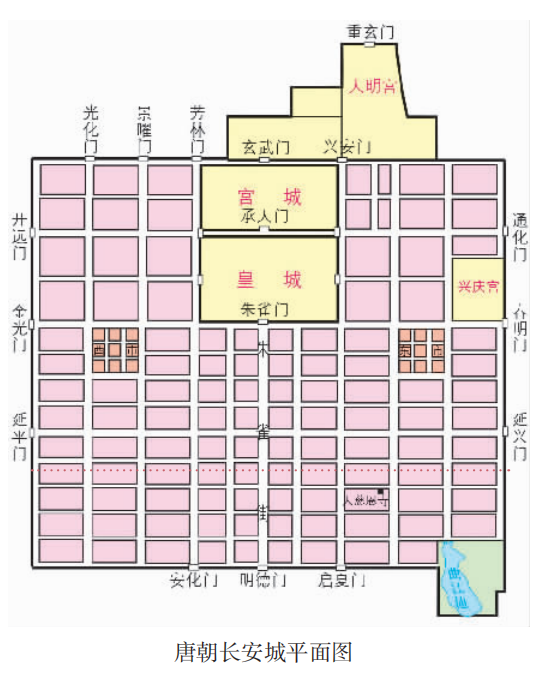 重玄门
大明宫
光化门
景曜门
芳林门
玄武门
兴安门
宫 城
承天门
开远门
通化门
皇 城
兴庆宫
朱雀门
金光门
春明门
西市
朱雀街
东市
延平门
延兴门
大慈恩寺
曲江池
安化门
明德门
启夏门
唐朝长安城平面图